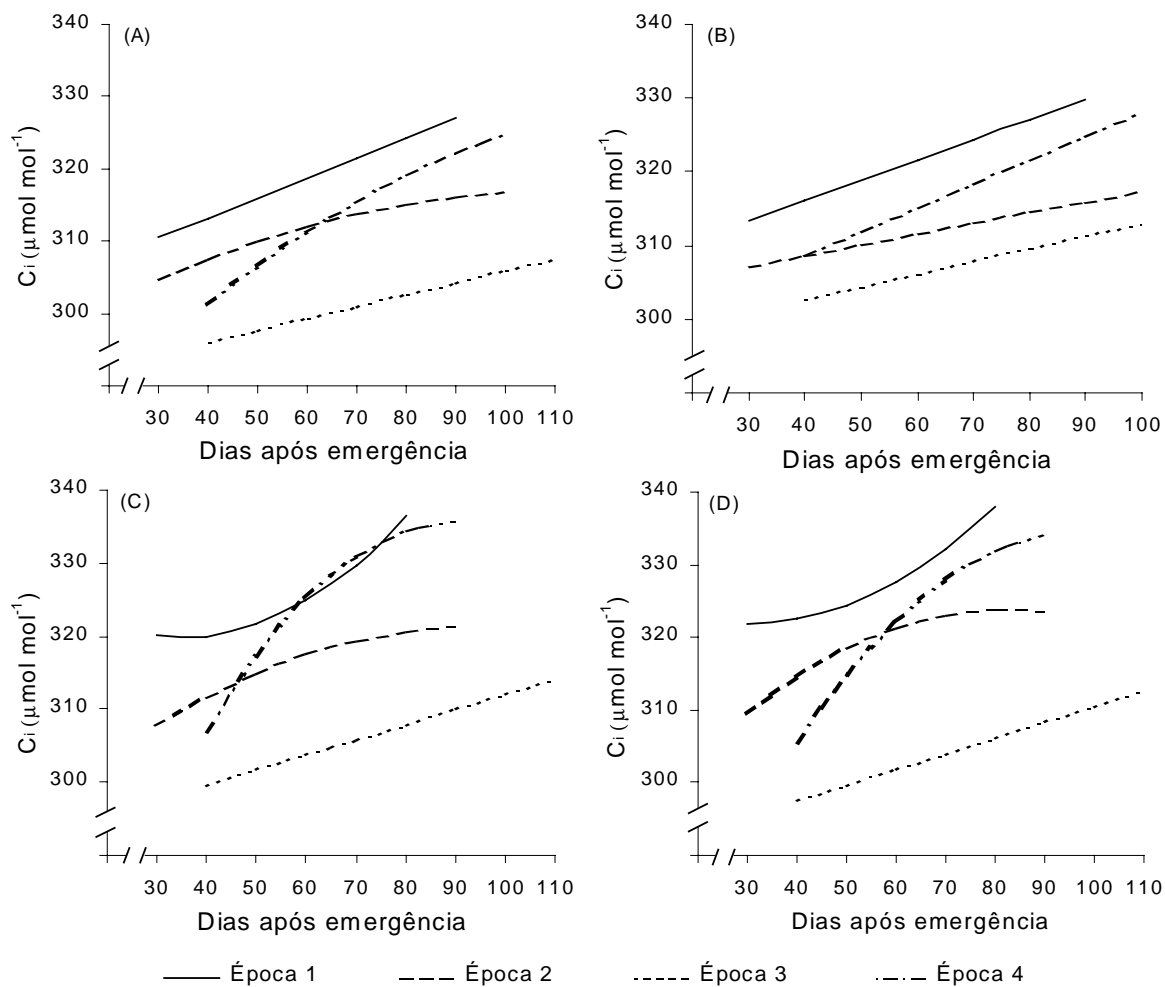 (A)
340
330
320
310
300
Ci (μmol mol⁻¹)
30 40 50 60 70 80 90 100 110
Dias após emergência
(B)
340
330
320
310
300
Ci (μmol mol⁻¹)
30 40 50 60 70 80 90 100
Dias após emergência
(C)
340
330
320
310
300
Ci (μmol mol⁻¹)
30 40 50 60 70 80 90 100 110
Dias após emergência
(D)
340
330
320
310
300
Ci (μmol mol⁻¹)
30 40 50 60 70 80 90 100 110
Dias após emergência
Época 1 Época 2 Época 3 Época 4